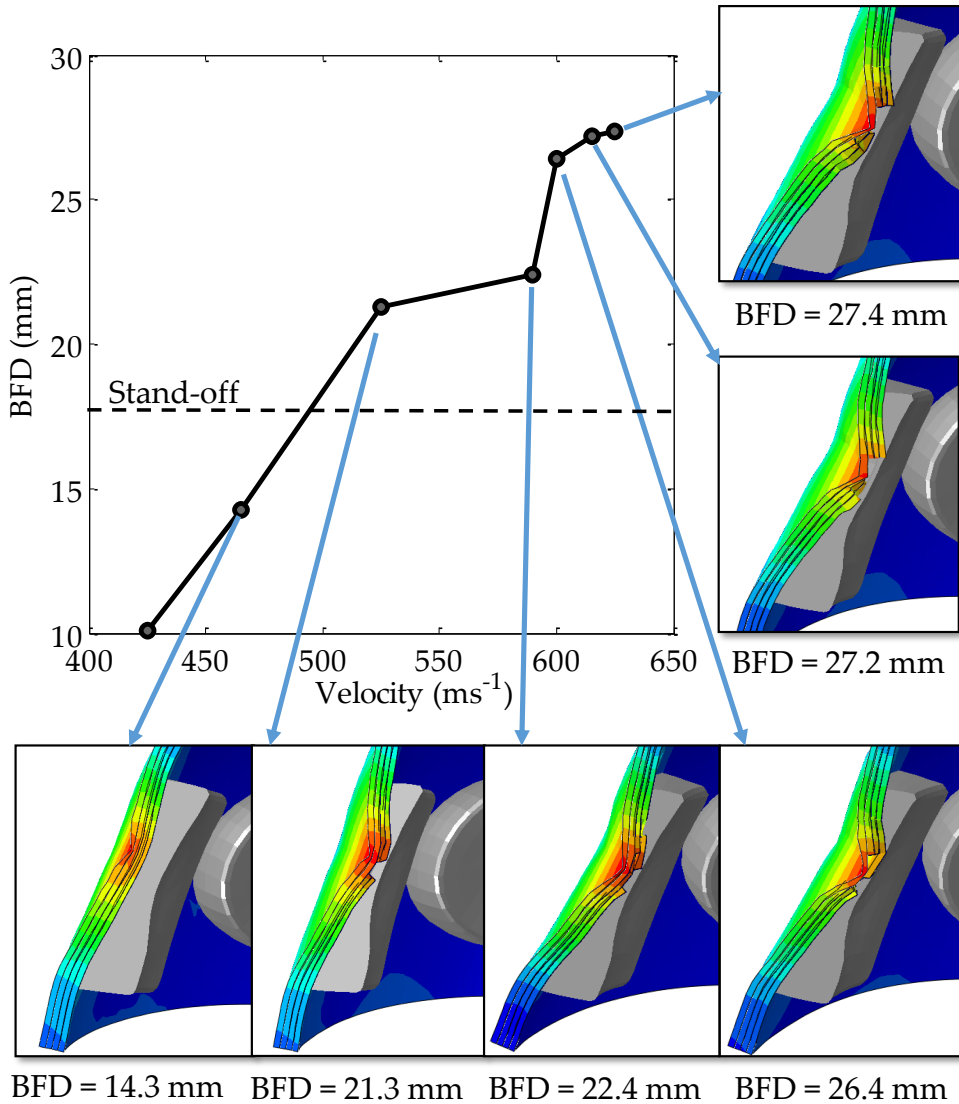 30
25
20
15
10
BFD (mm)
Stand-off
400 450 500 550 600 650
Velocity (ms⁻¹)
BFD = 27.4 mm
BFD = 27.2 mm
BFD = 14.3 mm
BFD = 21.3 mm
BFD = 22.4 mm
BFD = 26.4 mm